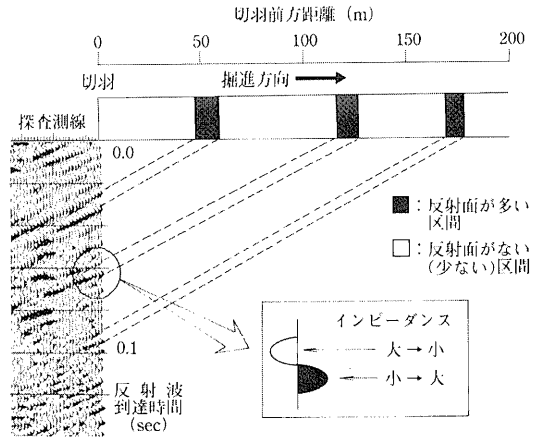 切羽前方距離 (m)
0 50 100 150 200
切羽 掘進方向
探査測線
0.0
：反射面が多い
区間
：反射面がない
(少ない)区間
インピーダンス
大→小
小→大
0.1
反射波
到達時間
(sec)